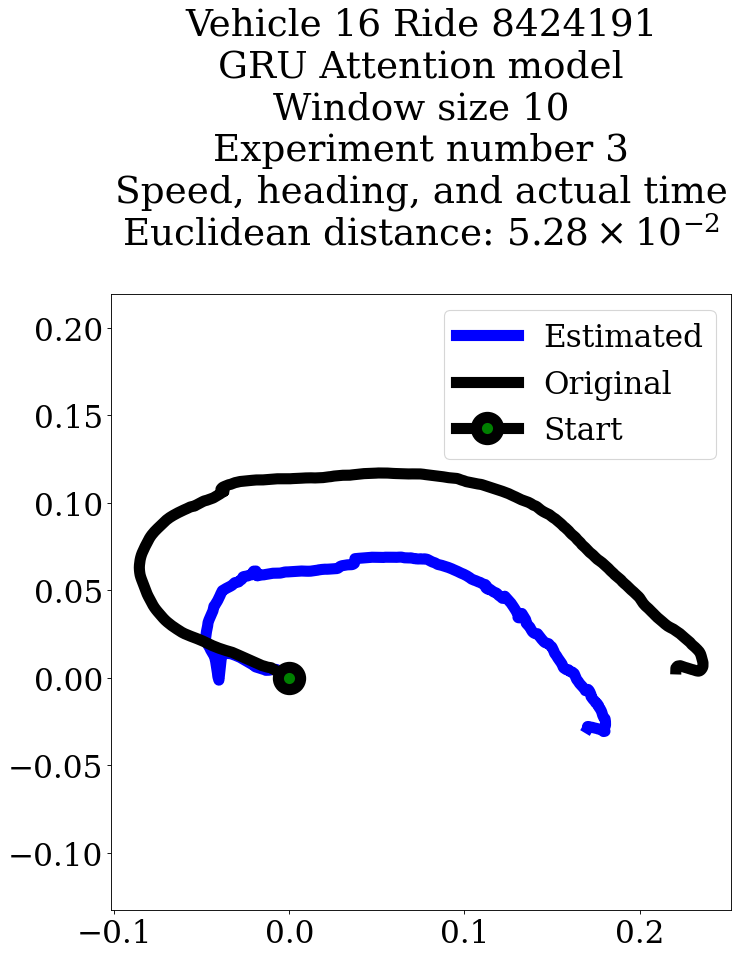 Vehicle 16 Ride 8424191
GRU Attention model
Window size 10
Experiment number 3
Speed, heading, and actual time
Euclidean distance: 5.28 × 10⁻²
Estimated
Original
Start
0.20
0.15
0.10
0.05
0.00
−0.05
−0.10
−0.1 0.0 0.1 0.2